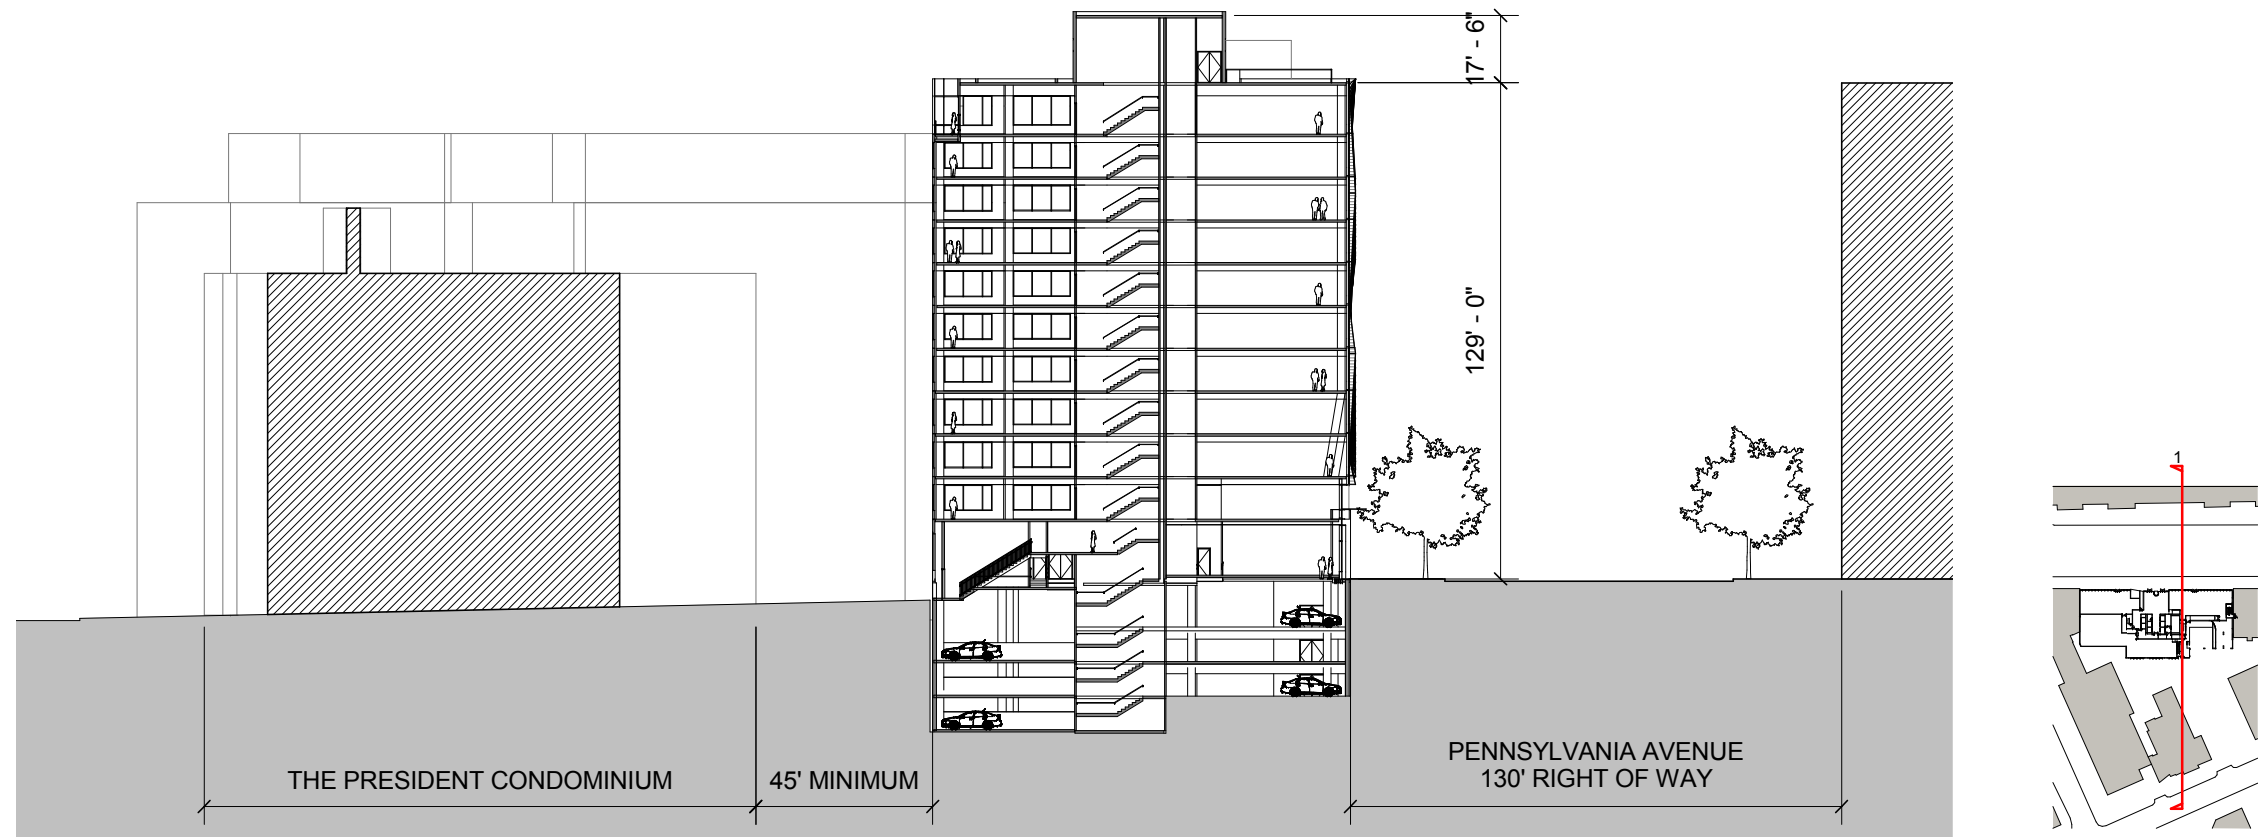 17' - 6"
129' - 0"
1
THE PRESIDENT CONDOMINIUM
45' MINIMUM
PENNSYLVANIA AVENUE
130' RIGHT OF WAY